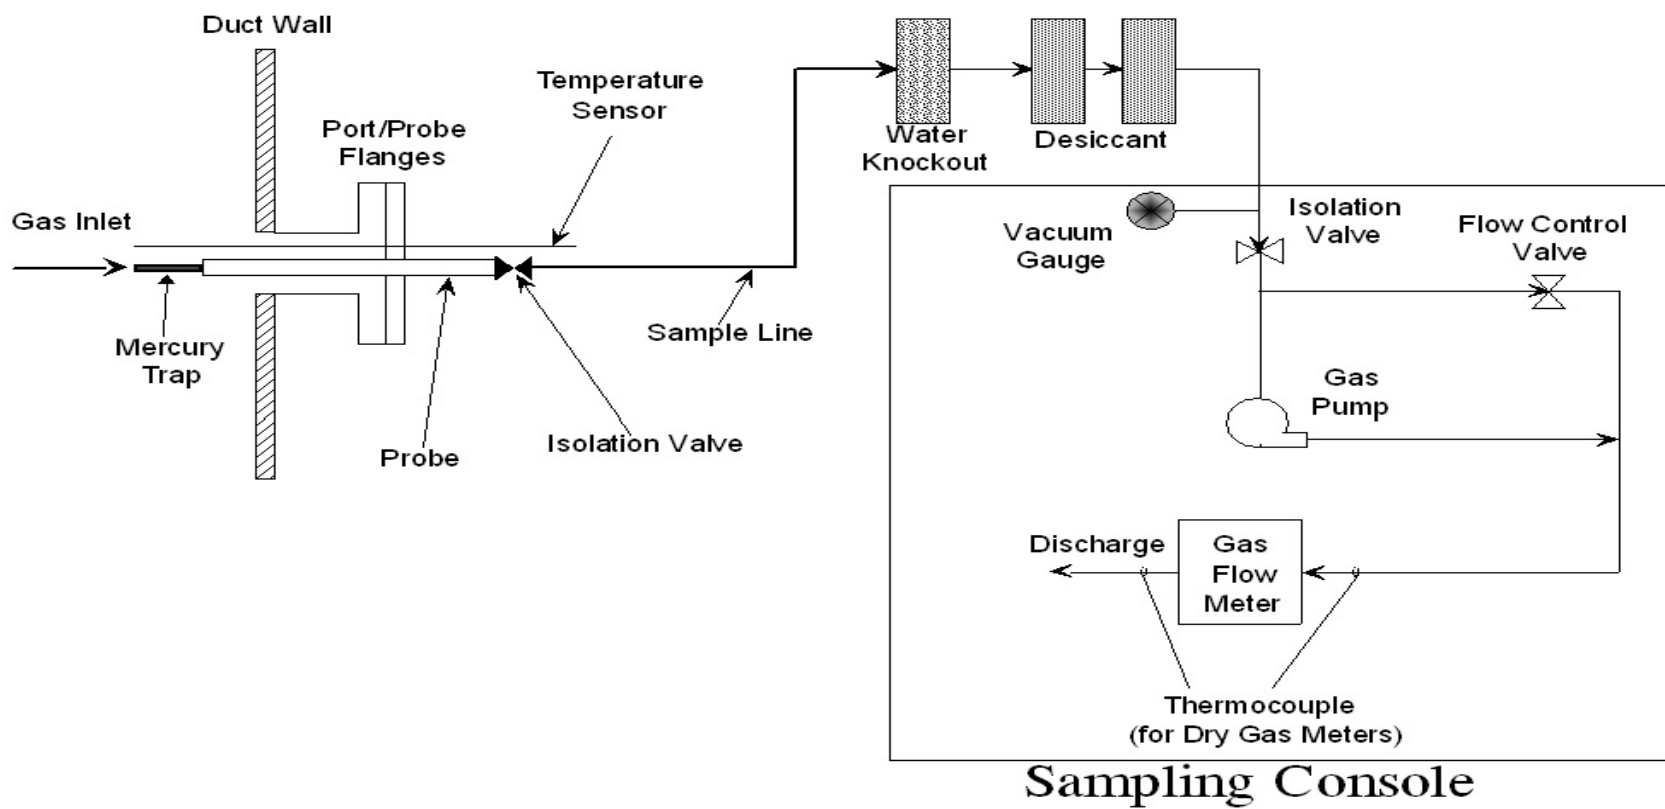 Duct Wall
Temperature
Sensor
Port/Probe
Flanges
Gas Inlet
Mercury
Trap
Probe
Isolation Valve
Sample Line
Water
Knockout
Desiccant
Vacuum
Gauge
Isolation
Valve
Flow Control
Valve
Gas
Pump
Discharge
Gas
Flow
Meter
Thermocouple
(for Dry Gas Meters)
Sampling Console